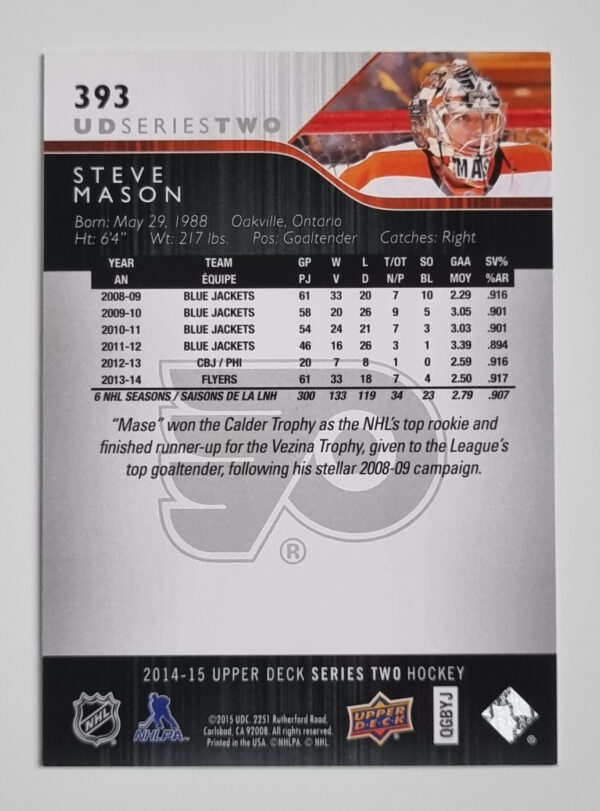 393
UD SERIES TWO
STEVE
MASON
MAS
Born: May 29, 1988 Oakville, Ontario
Ht: 6'4" Wt: 217 lbs. Pos: Goaltender Catches: Right
YEAR TEAM GP W L T/OT SO GAA SV%
AN ÉQUIPE PJ V D N/P BL MOY %AR
2008-09 BLUE JACKETS 61 33 20 7 10 2.29 .916
2009-10 BLUE JACKETS 58 20 26 9 5 3.05 .901
2010-11 BLUE JACKETS 54 24 21 7 3 3.03 .901
2011-12 BLUE JACKETS 46 16 26 3 1 3.39 .894
2012-13 CBJ / PHI 20 7 8 1 0 2.59 .916
2013-14 FLYERS 61 33 18 7 4 2.50 .917
6 NHL SEASONS / SAISONS DE LA LNH 300 133 119 34 23 2.79 .907
"Mase" won the Calder Trophy as the NHL's top rookie and
finished runner-up for the Vezina Trophy, given to the League's
top goaltender, following his stellar 2008-09 campaign.
®
2014-15 UPPER DECK SERIES TWO HOCKEY
NHL
NHLPA
©2015 UDC. 2251 Rutherford Road,
Carlsbad, CA 92008. All rights reserved.
Printed in the USA. ©NHLPA. © NHL.
UPPER DECK
QGBYJ
®